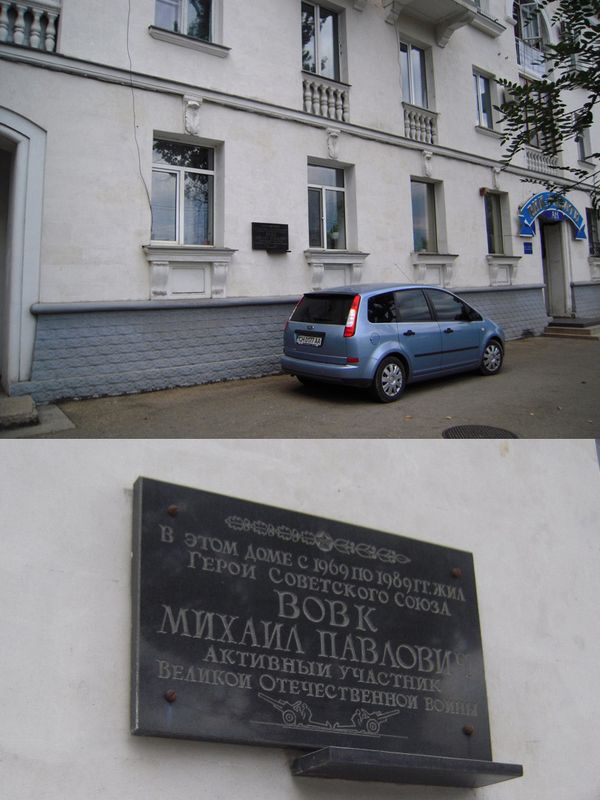 В ЭТОМ ДОМЕ С 1969 ПО 1989 ГГ. ЖИЛ
ГЕРОЙ СОВЕТСКОГО СОЮЗА
ВОВК
МИХАИЛ ПАВЛОВИЧ
АКТИВНЫЙ УЧАСТНИК
ВЕЛИКОЙ ОТЕЧЕСТВЕННОЙ ВОЙНЫ